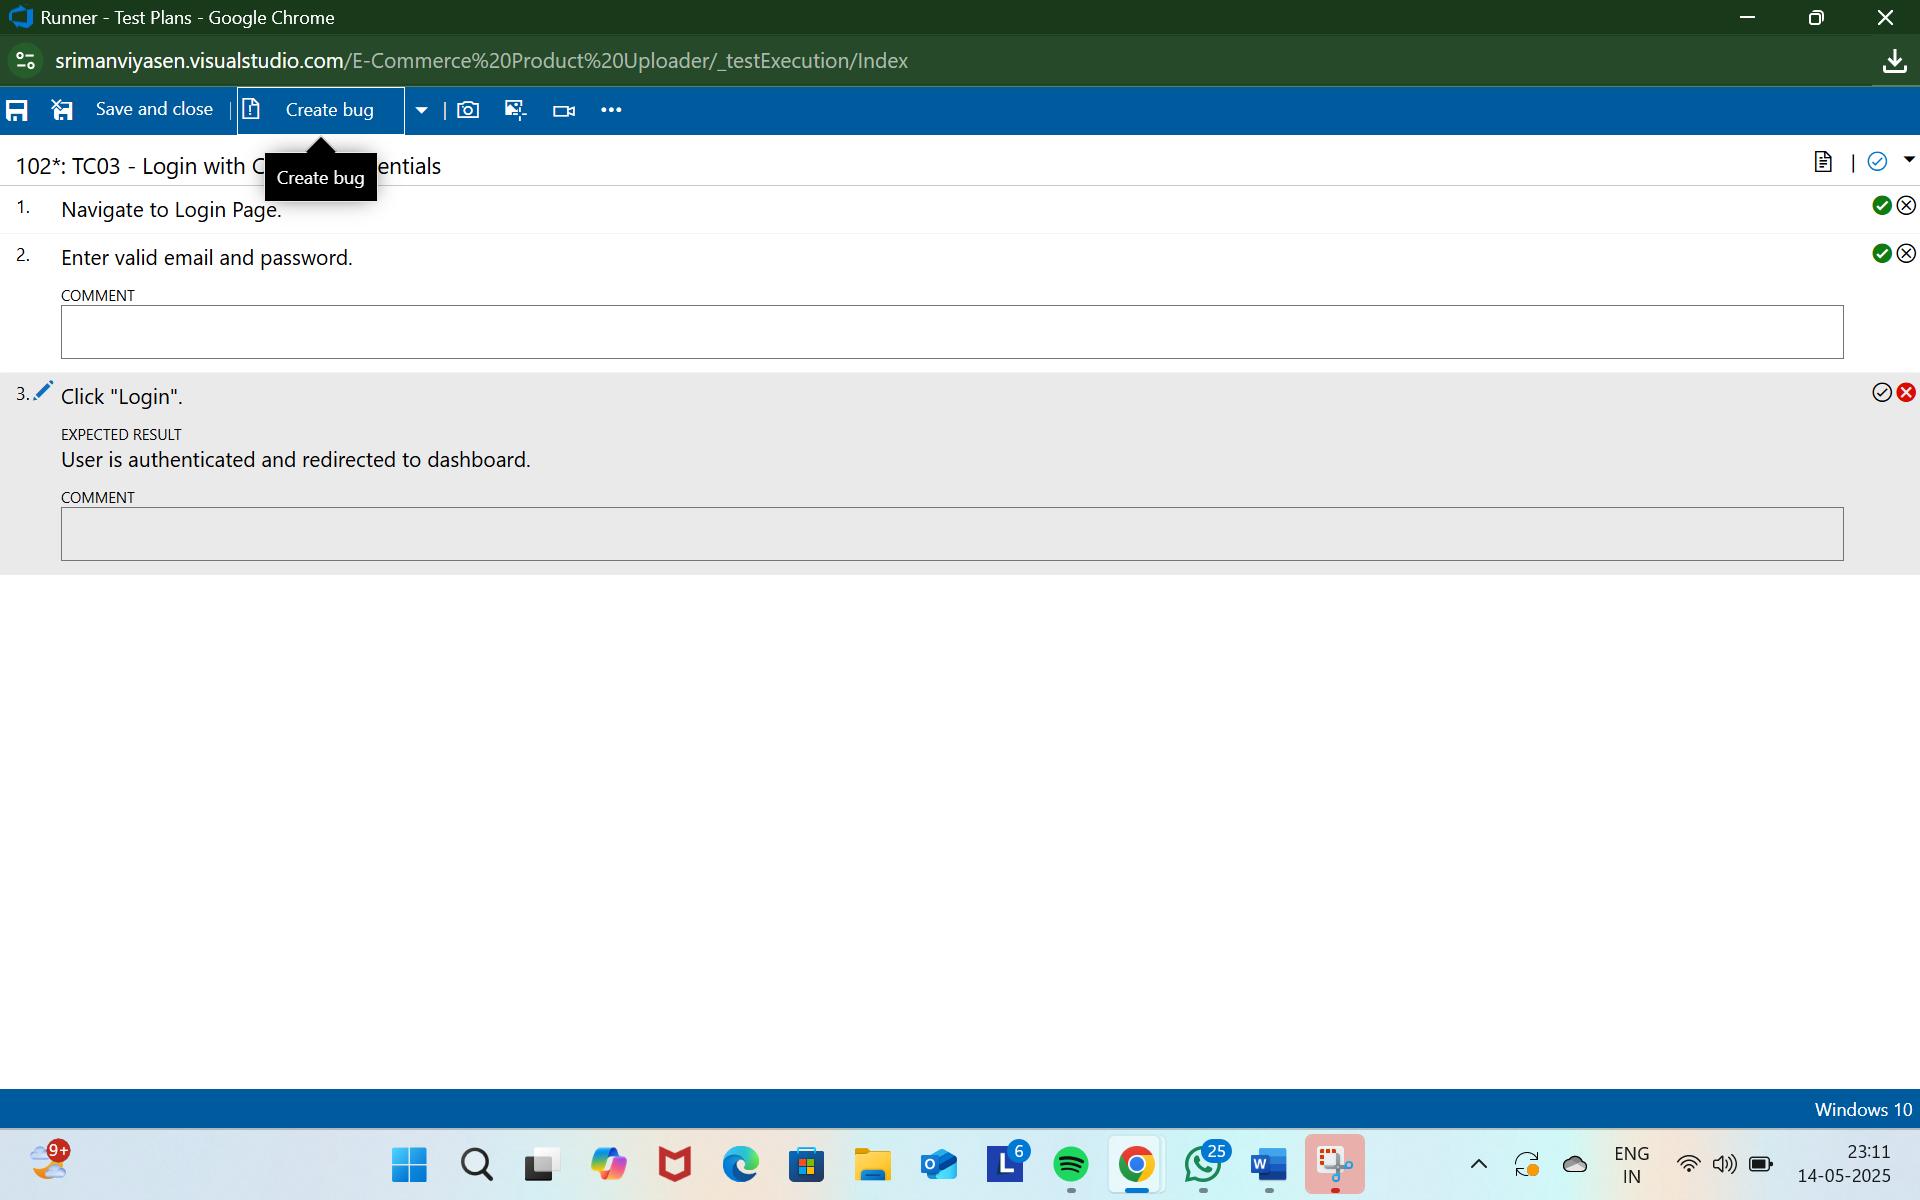 Runner - Test Plans - Google Chrome
srimanviyasen.visualstudio.com/E-Commerce%20Product%20Uploader/_testExecution/Index
Save and close | Create bug
Create bug
102*: TC03 - Login with C entials
1. Navigate to Login Page.
2. Enter valid email and password.
COMMENT
3. Click "Login".
EXPECTED RESULT
User is authenticated and redirected to dashboard.
COMMENT
Windows 10
9+
6
25
W
L
ENG
IN
23:11
14-05-2025